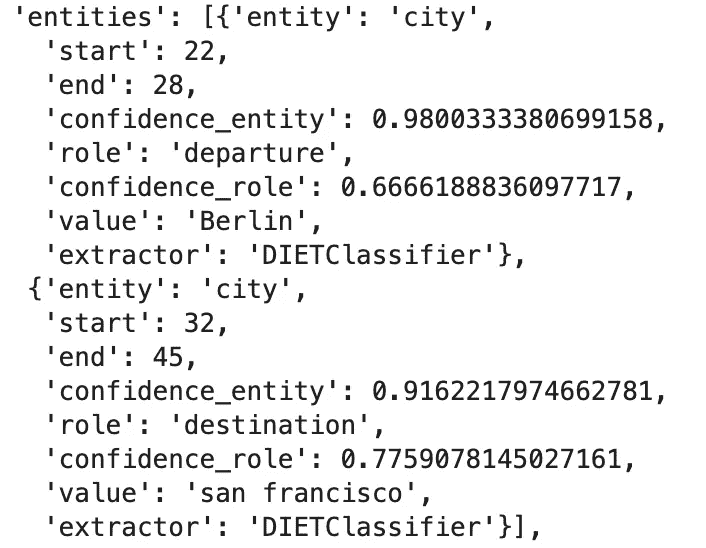 'entities': [{'entity': 'city',
'start': 22,
'end': 28,
'confidence_entity': 0.9800333380699158,
'role': 'departure',
'confidence_role': 0.6666188836097717,
'value': 'Berlin',
'extractor': 'DIETClassifier'},
{'entity': 'city',
'start': 32,
'end': 45,
'confidence_entity': 0.9162217974662781,
'role': 'destination',
'confidence_role': 0.7759078145027161,
'value': 'san francisco',
'extractor': 'DIETClassifier'}],